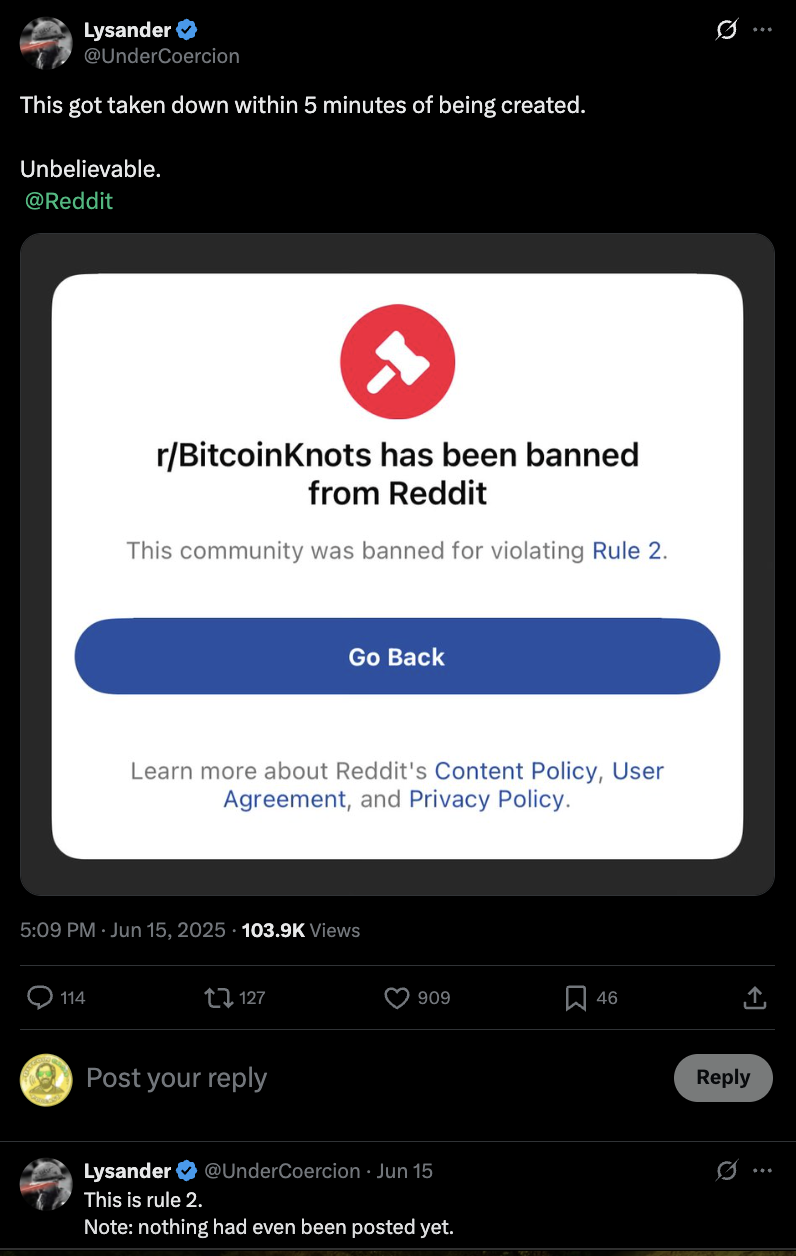 Lysander
@UnderCoercion
This got taken down within 5 minutes of being created.
Unbelievable.
@Reddit
r/BitcoinKnots has been banned
from Reddit
This community was banned for violating Rule 2.
Go Back
Learn more about Reddit's Content Policy, User
Agreement, and Privacy Policy.
5:09 PM · Jun 15, 2025 · 103.9K Views
114 127 909 46
Post your reply
Reply
Lysander @UnderCoercion · Jun 15
This is rule 2.
Note: nothing had even been posted yet.